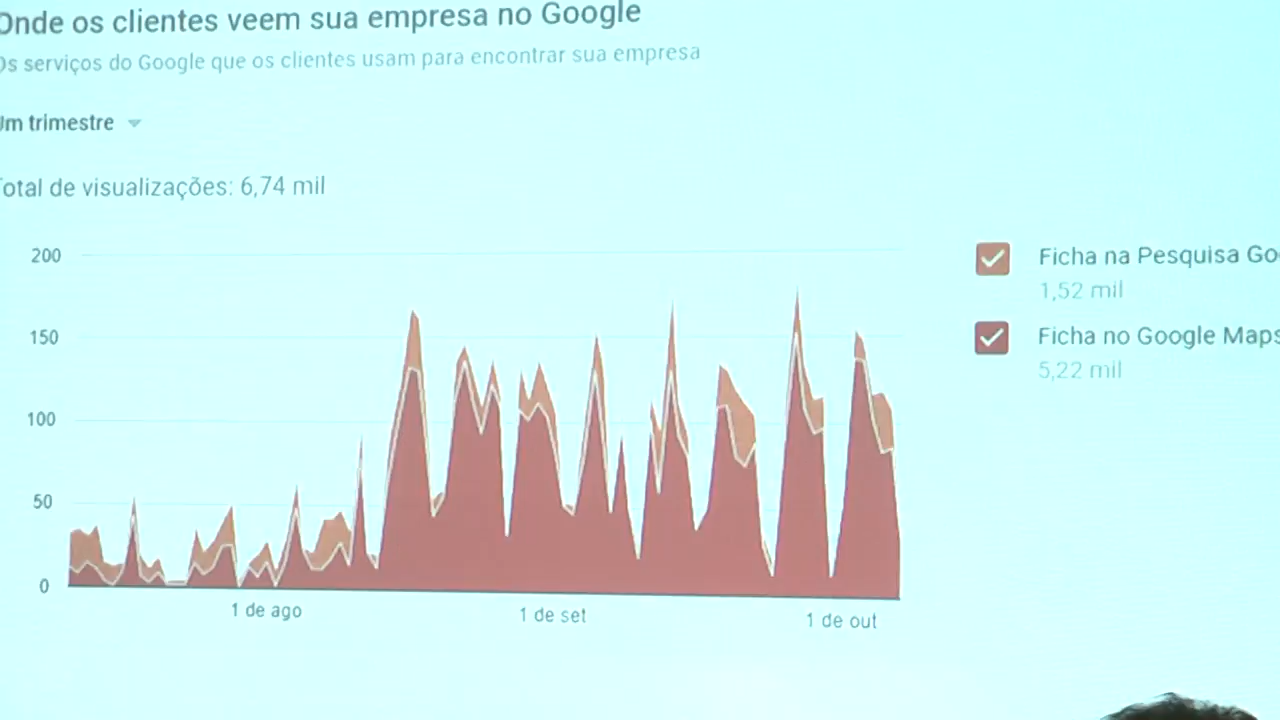 Onde os clientes veem sua empresa no Google
Os serviços do Google que os clientes usam para encontrar sua empresa
Um trimestre
Total de visualizações: 6,74 mil
200
150
100
50
0
1 de ago
1 de set
1 de out
Ficha na Pesquisa Go
1,52 mil
Ficha no Google Maps
5,22 mil